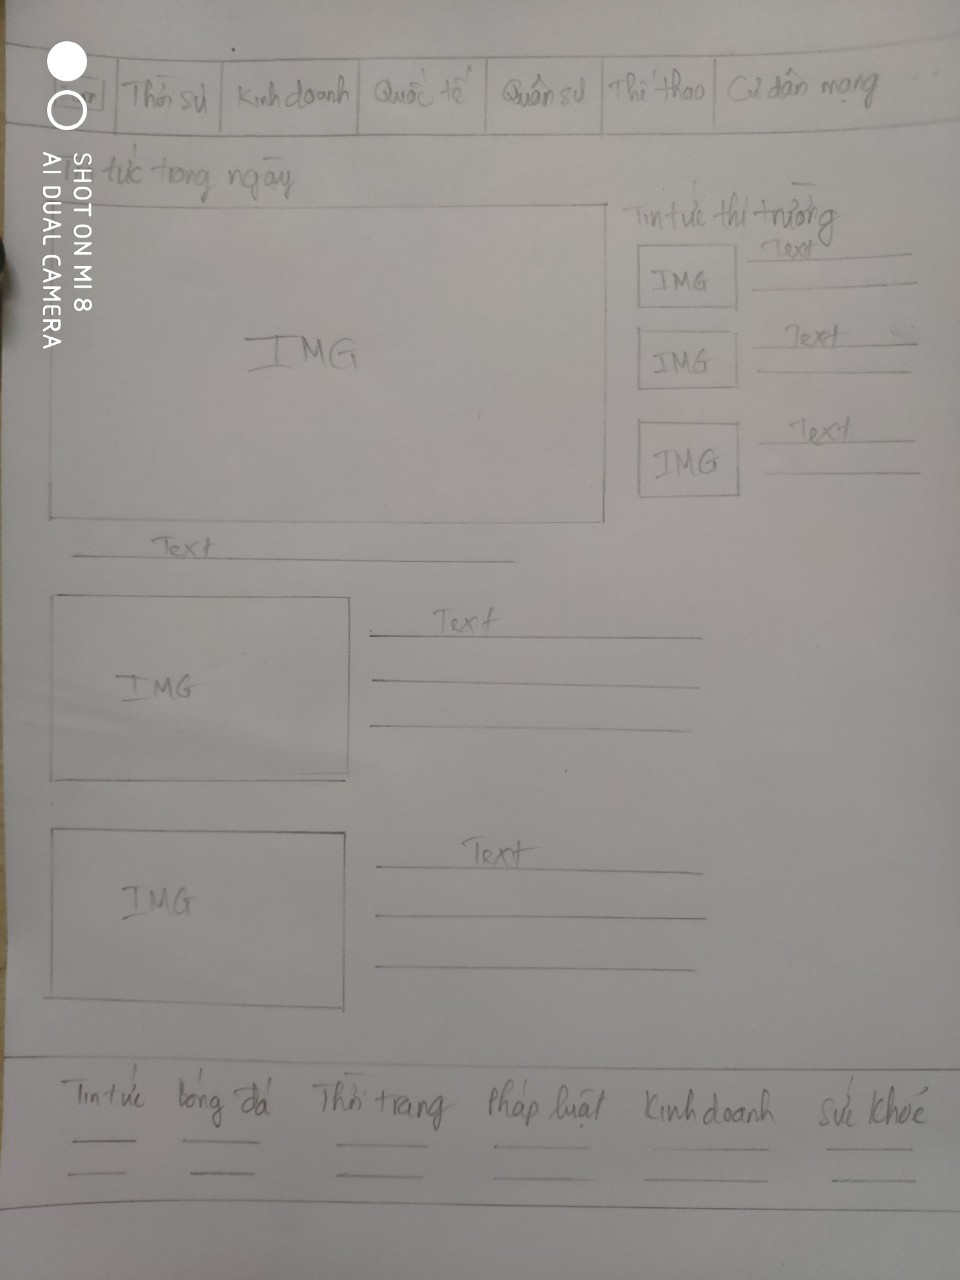 Thời sự Kinh doanh Quốc tế Quân sự Thể thao Cư dân mạng ...
tức trong ngày
Tin tức thị trường
IMG Text
IMG
IMG Text
IMG Text
Text
IMG Text
IMG Text
Tin tức bóng đá Thời trang Pháp luật Kinh doanh Sức khoẻ
SHOT ON MI 8
AI DUAL CAMERA